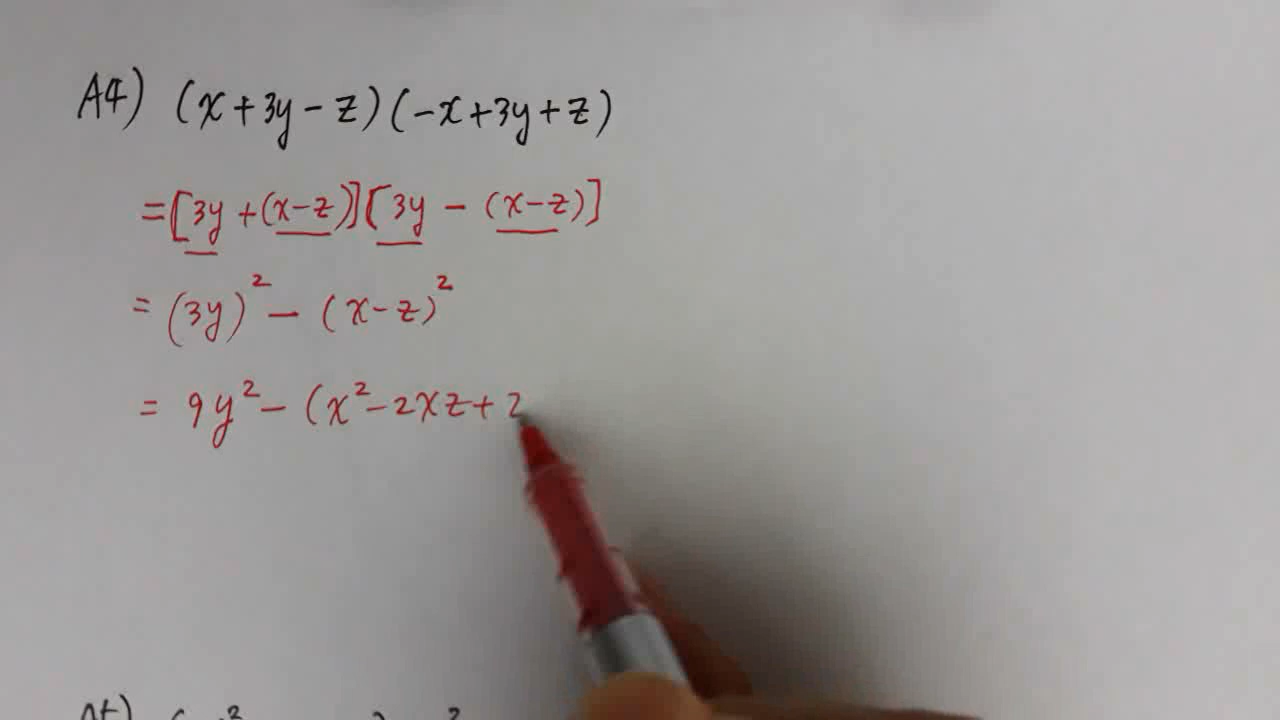 A4) (x+3y-z)(-x+3y+z)
=[3y+(x-z)][3y-(x-z)]
=(3y)²-(x-z)²
=9y²-(x²-2xz+z